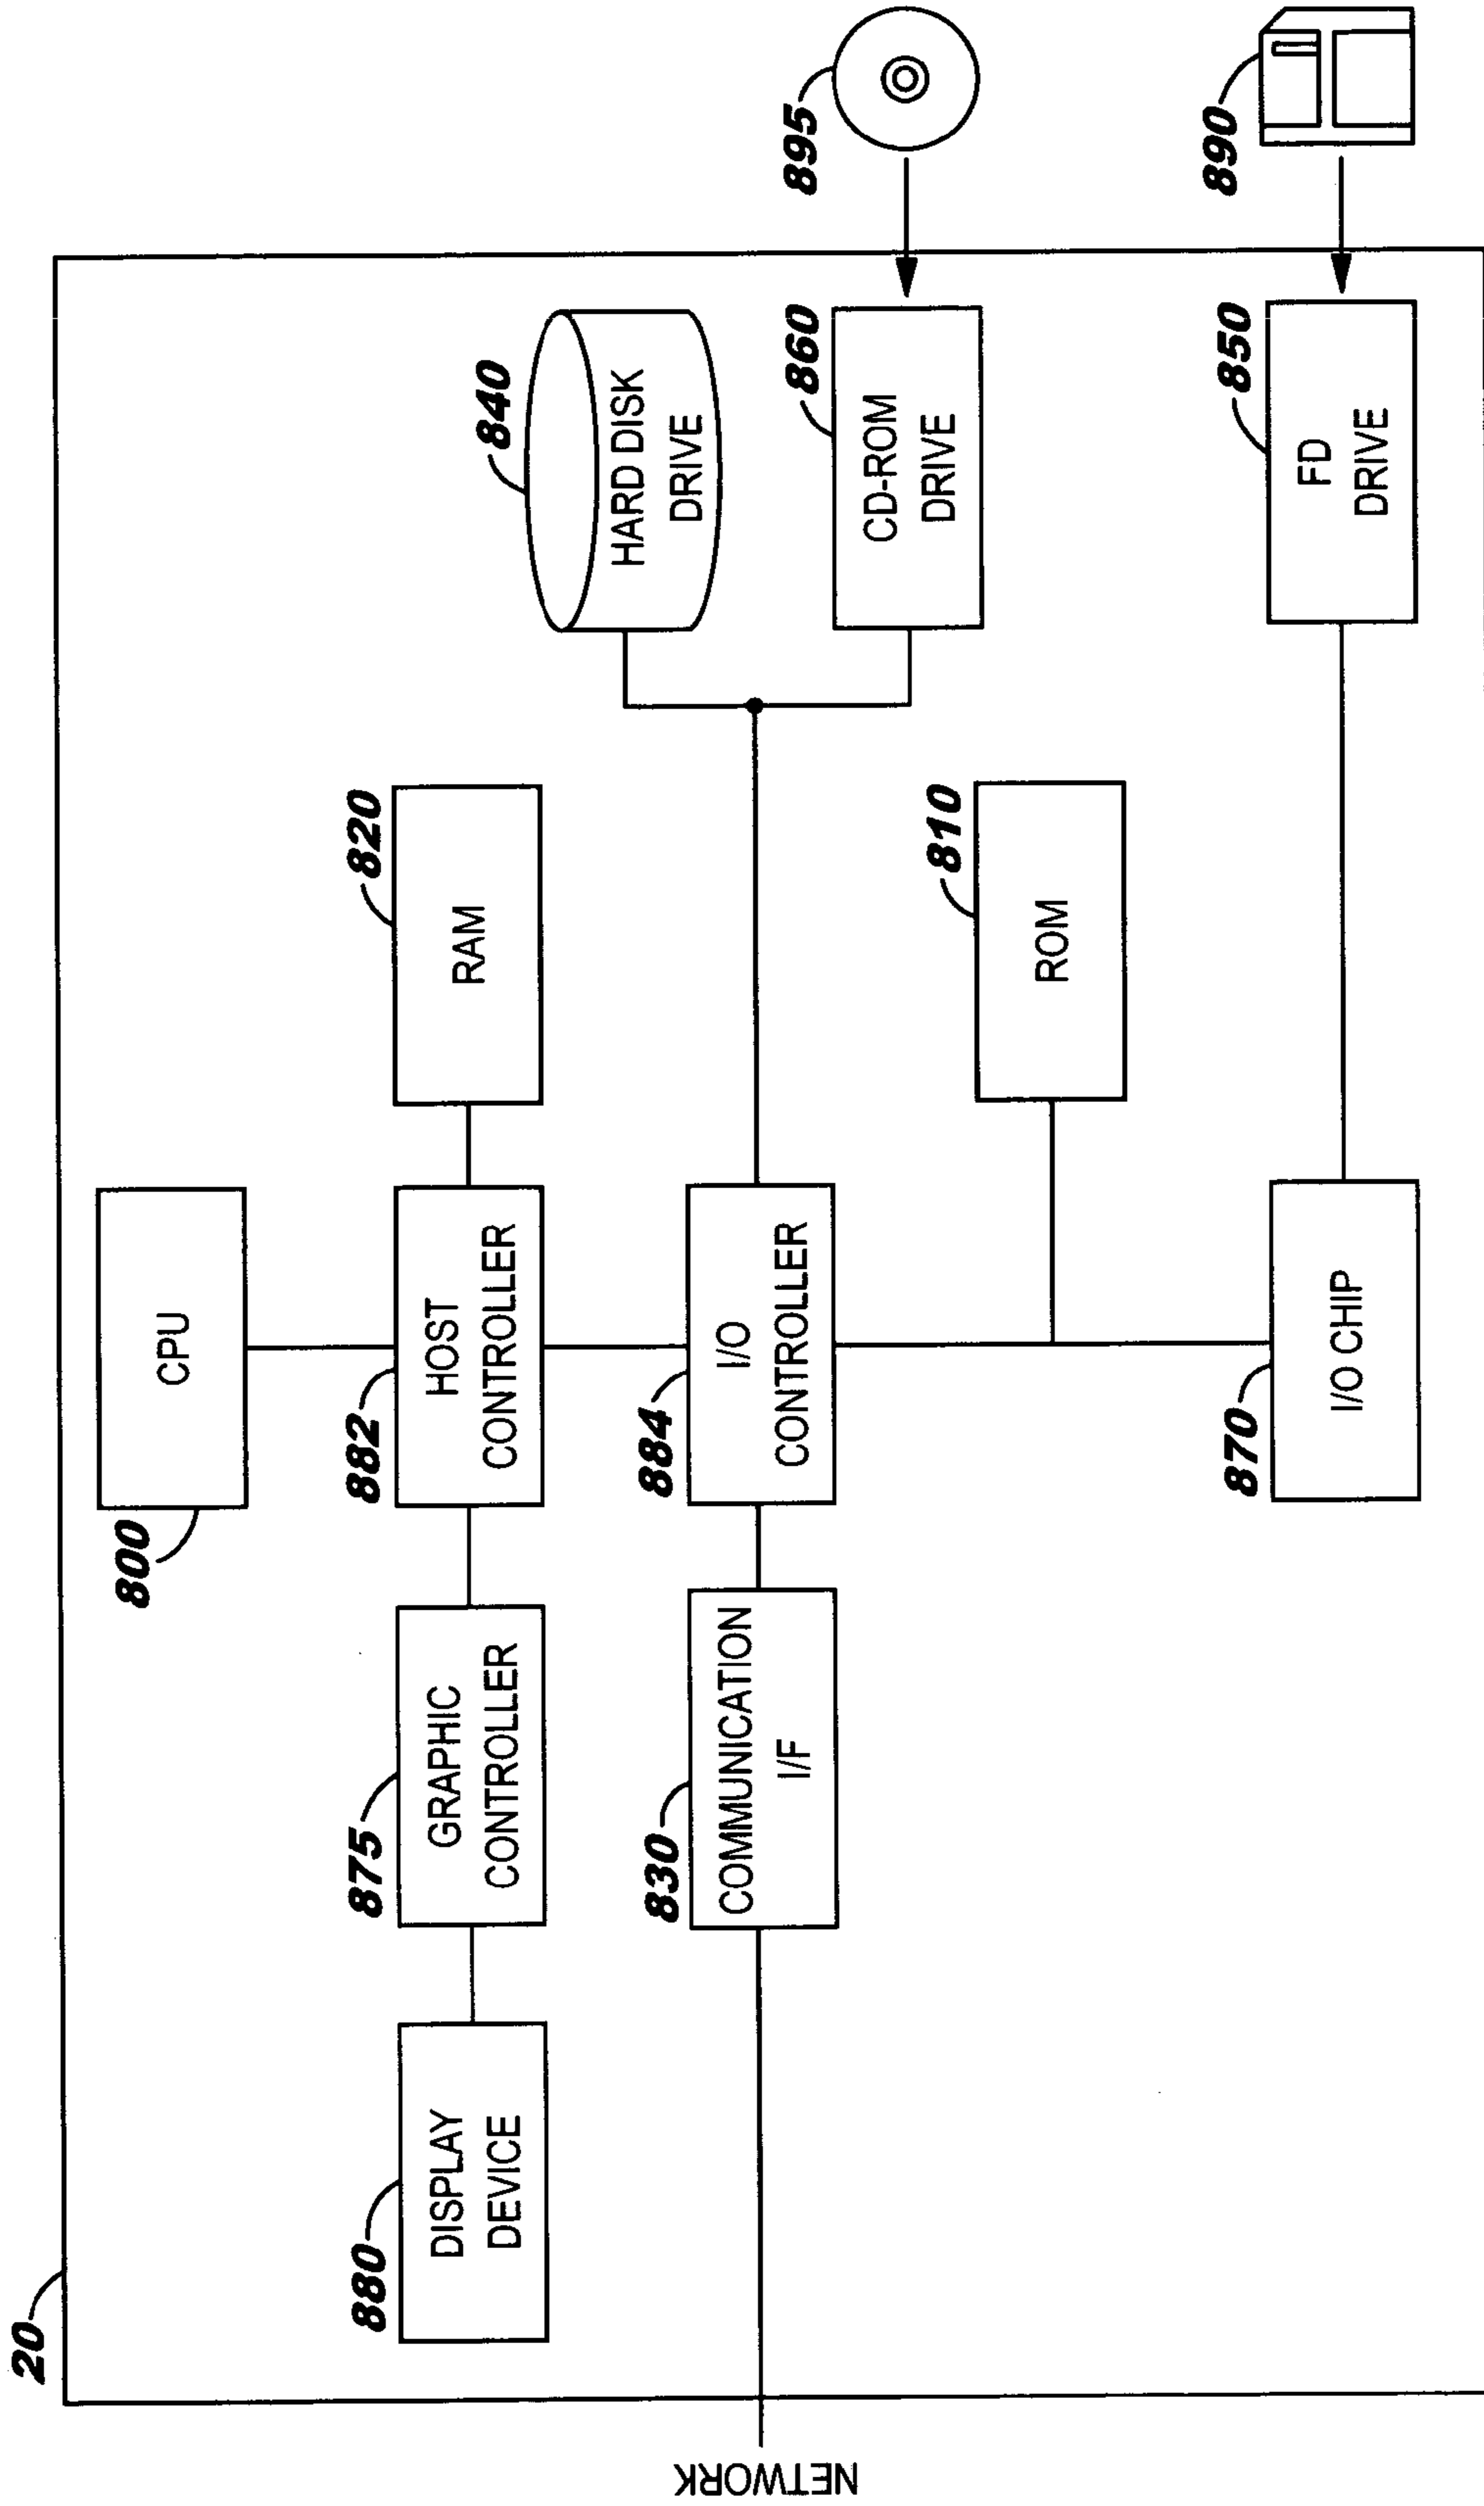 20
800
CPU
880
DISPLAY
DEVICE
875
GRAPHIC
CONTROLLER
882
HOST
CONTROLLER
820
RAM
840
HARD DISK
DRIVE
830
COMMUNICATION
I/F
884
I/O
CONTROLLER
860
CD-ROM
DRIVE
895
NETWORK
810
ROM
870
I/O CHIP
850
FD
DRIVE
890